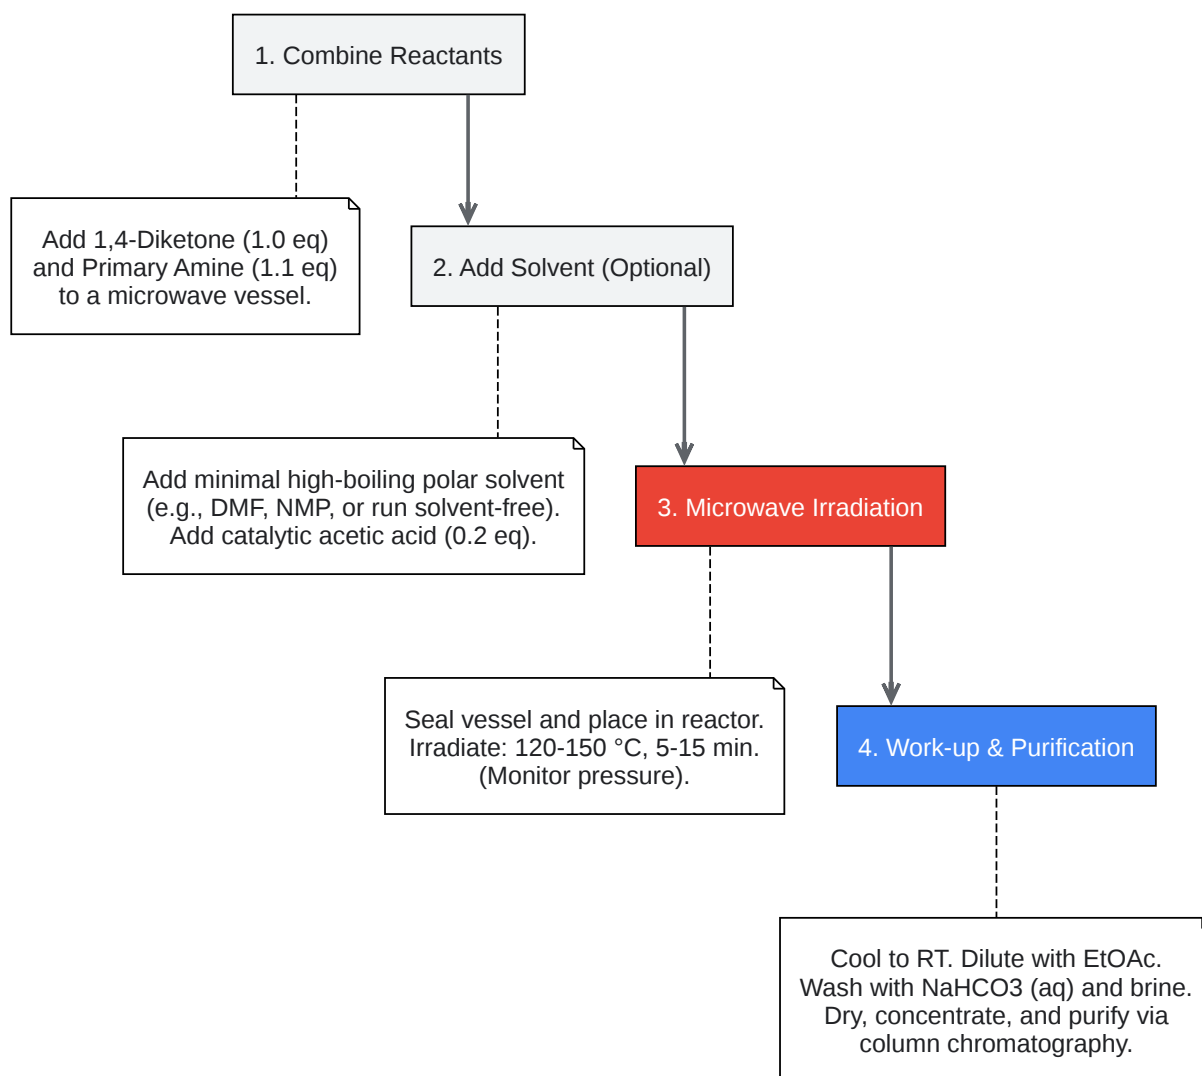 1. Combine Reactants
Add 1,4-Diketone (1.0 eq)
and Primary Amine (1.1 eq)
to a microwave vessel.
2. Add Solvent (Optional)
Add minimal high-boiling polar solvent
(e.g., DMF, NMP, or run solvent-free).
Add catalytic acetic acid (0.2 eq).
3. Microwave Irradiation
Seal vessel and place in reactor.
Irradiate: 120-150 °C, 5-15 min.
(Monitor pressure).
4. Work-up & Purification
Cool to RT. Dilute with EtOAc.
Wash with NaHCO3 (aq) and brine.
Dry, concentrate, and purify via
column chromatography.